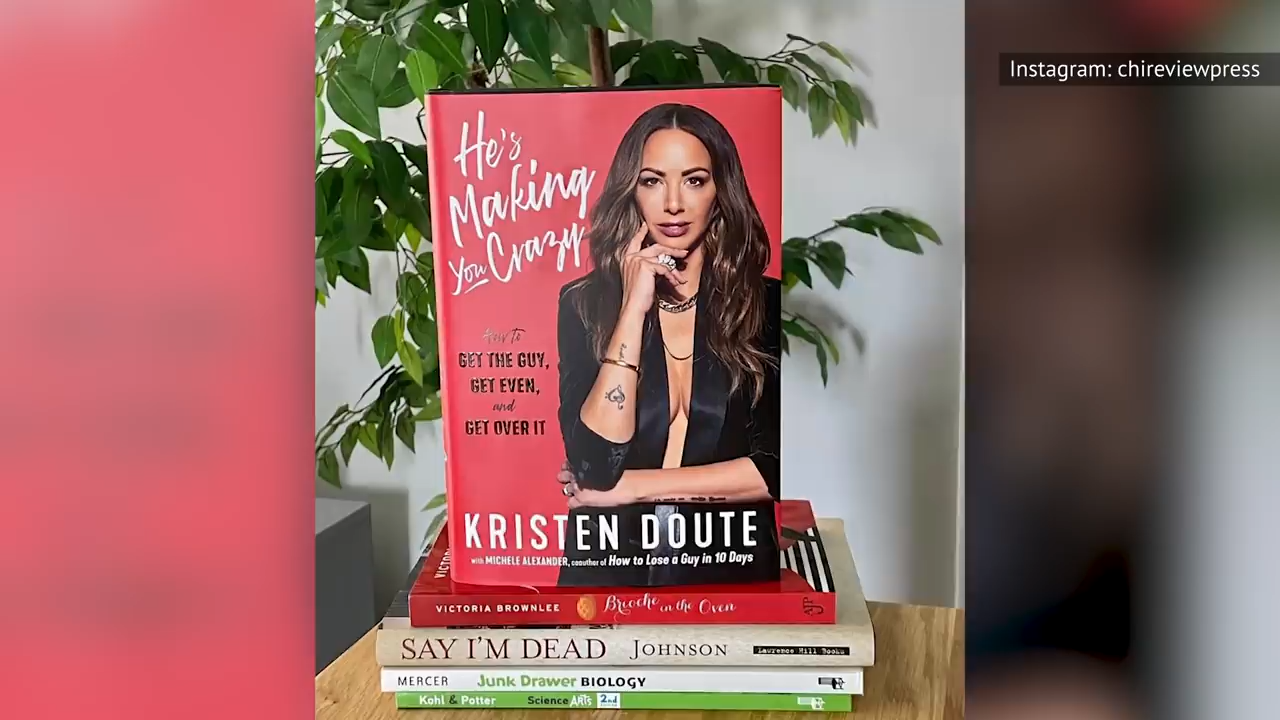 Instagram: chireviewpress
He's
Making
You Crazy
How to
GET THE GUY,
GET EVEN,
and
GET OVER IT
KRISTEN DOUTE
with MICHELE ALEXANDER, coauthor of How to Lose a Guy in 10 Days
VICTORIA BROWNLEE Brioche in the Oven AJP
SAY I'M DEAD JOHNSON Lawrence Hill Books
MERCER Junk Drawer BIOLOGY
Kohl & Potter Science ARTS 2nd